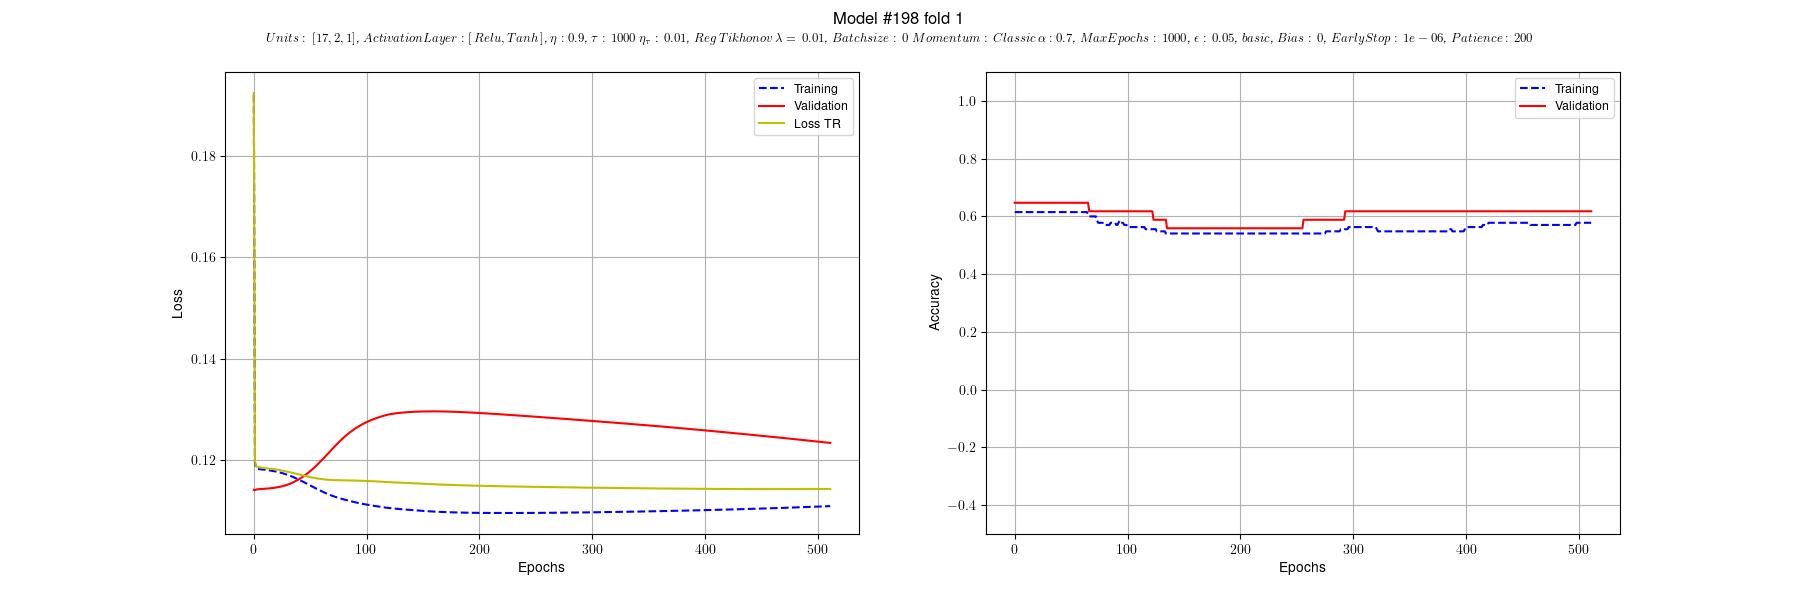 Model #198 fold 1
Units : [17, 2, 1], ActivationLayer : [ Relu, Tanh], η : 0.9, τ : 1000 ητ : 0.01, Reg Tikhonov λ = 0.01, Batchsize : 0 Momentum : Classic α : 0.7, MaxEpochs : 1000, ϵ : 0.05, basic, Bias : 0, EarlyStop : 1e − 06, Patience : 200
Training
Validation
Loss TR
0.18
0.16
0.14
0.12
Loss
0
100
200
300
400
500
Epochs
Training
Validation
1.0
0.8
0.6
0.4
0.2
0.0
−0.2
−0.4
Accuracy
0
100
200
300
400
500
Epochs